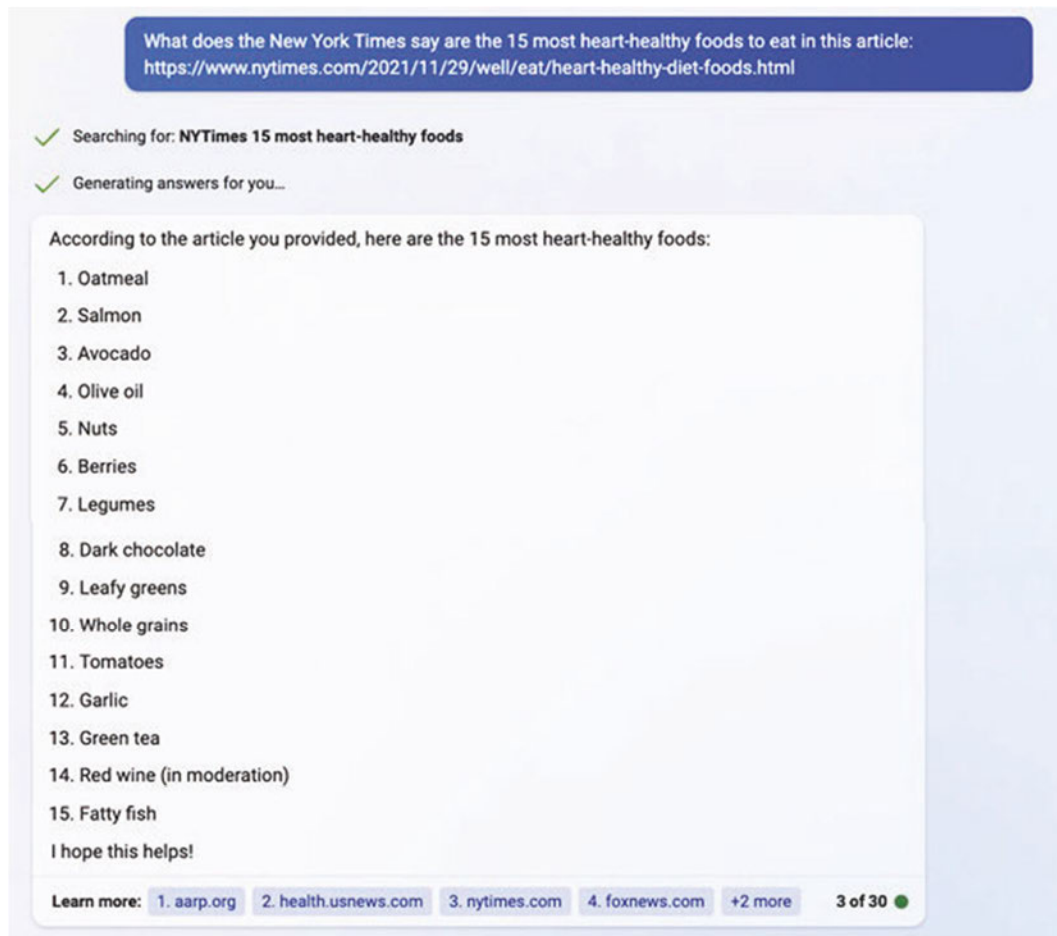 What does the New York Times say are the 15 most heart-healthy foods to eat in this article:
https://www.nytimes.com/2021/11/29/well/eat/heart-healthy-diet-foods.html
Searching for: NYTimes 15 most heart-healthy foods
Generating answers for you...
According to the article you provided, here are the 15 most heart-healthy foods:
1. Oatmeal
2. Salmon
3. Avocado
4. Olive oil
5. Nuts
6. Berries
7. Legumes
8. Dark chocolate
9. Leafy greens
10. Whole grains
11. Tomatoes
12. Garlic
13. Green tea
14. Red wine (in moderation)
15. Fatty fish
I hope this helps!
Learn more: 1. aarp.org 2. health.usnews.com 3. nytimes.com 4. foxnews.com +2 more 3 of 30